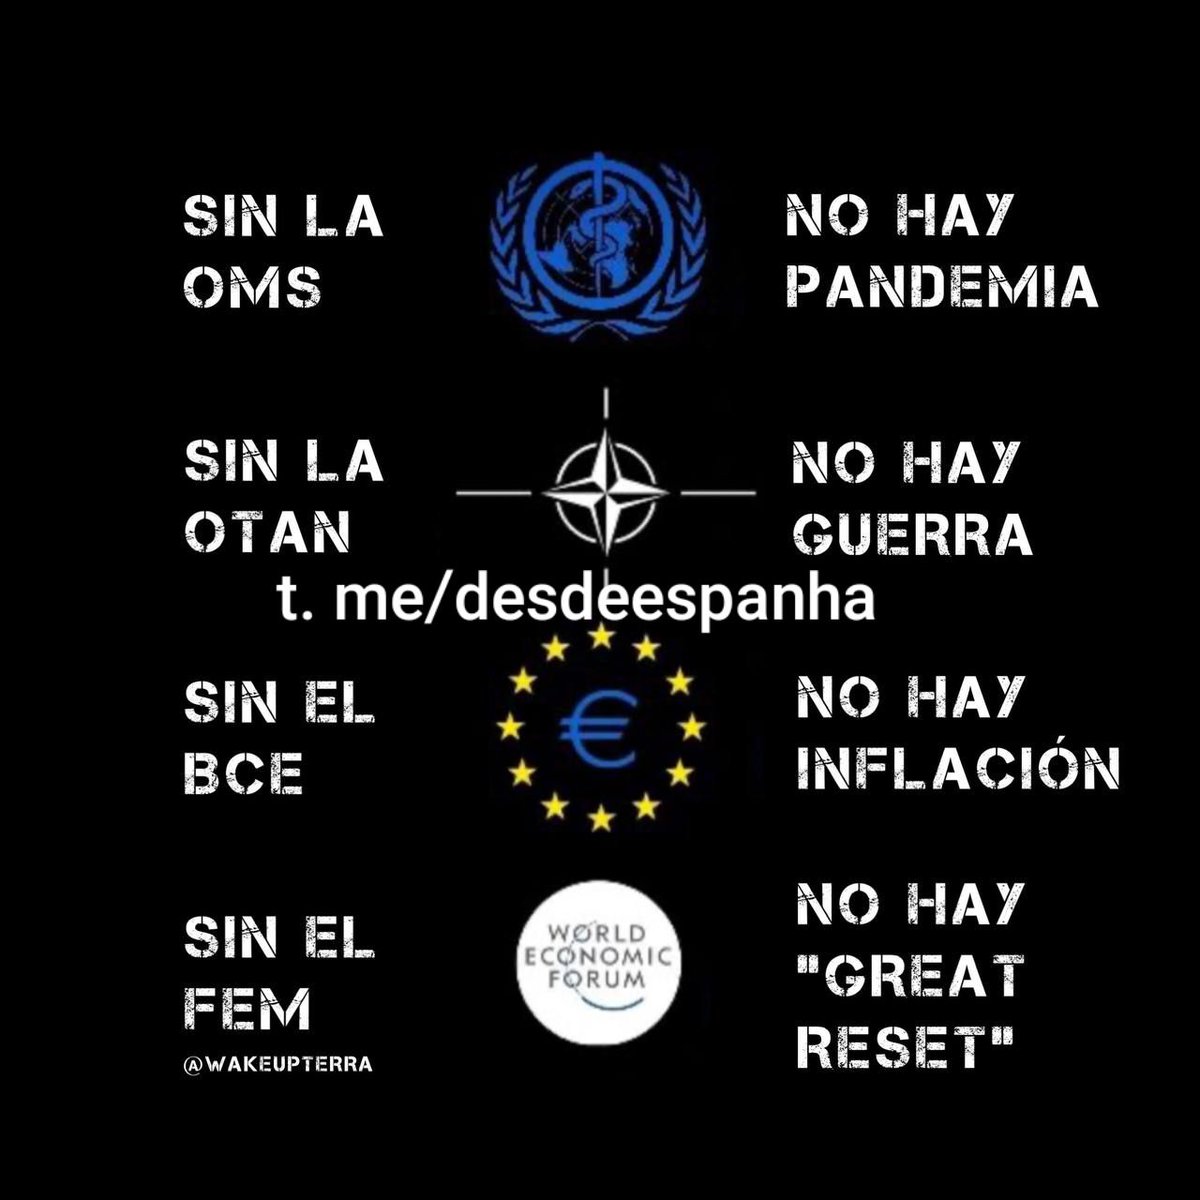 SIN LA
OMS
NO HAY
PANDEMIA
SIN LA
OTAN
NO HAY
GUERRA
t. me/desdeespanha
SIN EL
BCE
€
NO HAY
INFLACIÓN
SIN EL
FEM
@WAKEUPTERRA
WORLD
ECONOMIC
FORUM
NO HAY
"GREAT
RESET"